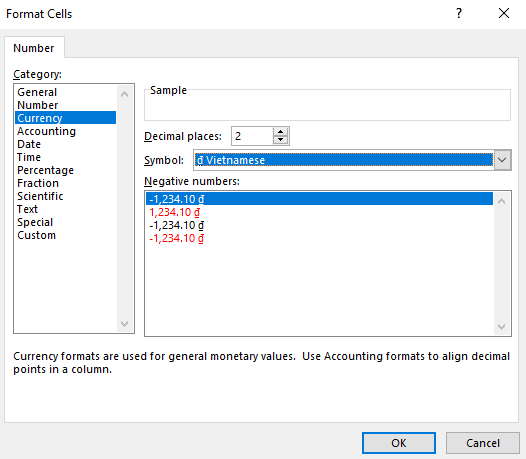 Format Cells
?
Number
Category:
General
Number
Currency
Accounting
Date
Time
Percentage
Fraction
Scientific
Text
Special
Custom
Sample
Decimal places: 2
Symbol: ₫ Vietnamese
Negative numbers:
-1,234.10 ₫
1,234.10 ₫
-1,234.10 ₫
-1,234.10 ₫
Currency formats are used for general monetary values. Use Accounting formats to align decimal
points in a column.
OK Cancel